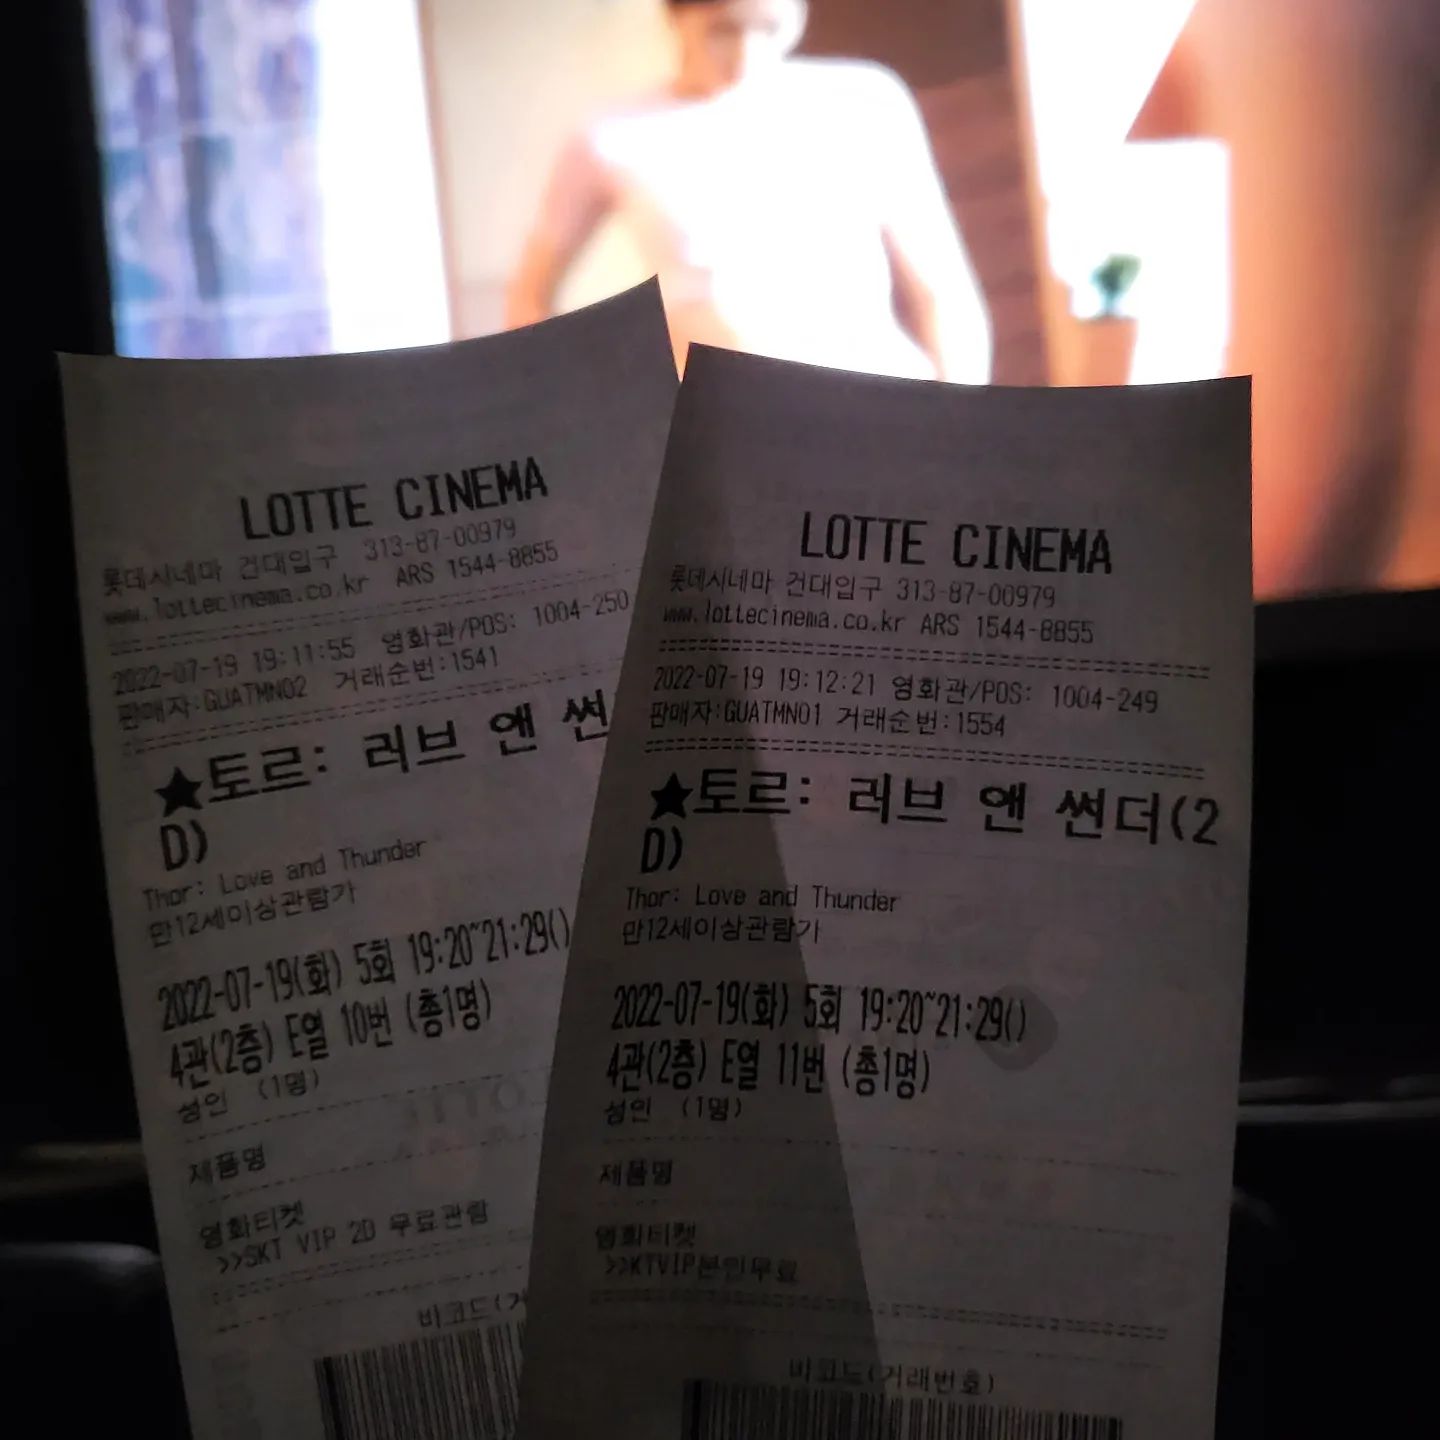 LOTTE CINEMA
롯데시네마 건대입구 313-87-00979
www.lottecinema.co.kr ARS 1544-8855
2022-07-19 19:11:55 영화관/POS: 1004-250
판매자:GUATMN02 거래순번:1541
★토르: 러브 앤 썬
D)
Thor: Love and Thunder
만12세이상관람가
2022-07-19(화) 5회 19:20~21:29()
4관(2층) E열 10번 (총1명)
성인 (1명)
제품명
영화티켓
>>SKT VIP 2D 무료관람
바코드(거
LOTTE CINEMA
롯데시네마 건대입구 313-87-00979
www.lottecinema.co.kr ARS 1544-8855
2022-07-19 19:12:21 영화관/POS: 1004-249
판매자:GUATMN01 거래순번:1554
★토르: 러브 앤 썬더(2
D)
Thor: Love and Thunder
만12세이상관람가
2022-07-19(화) 5회 19:20~21:29()
4관(2층) E열 11번 (총1명)
성인 (1명)
제품명
영화티켓
>>KTVIP본인무료
바코드(거래번호)